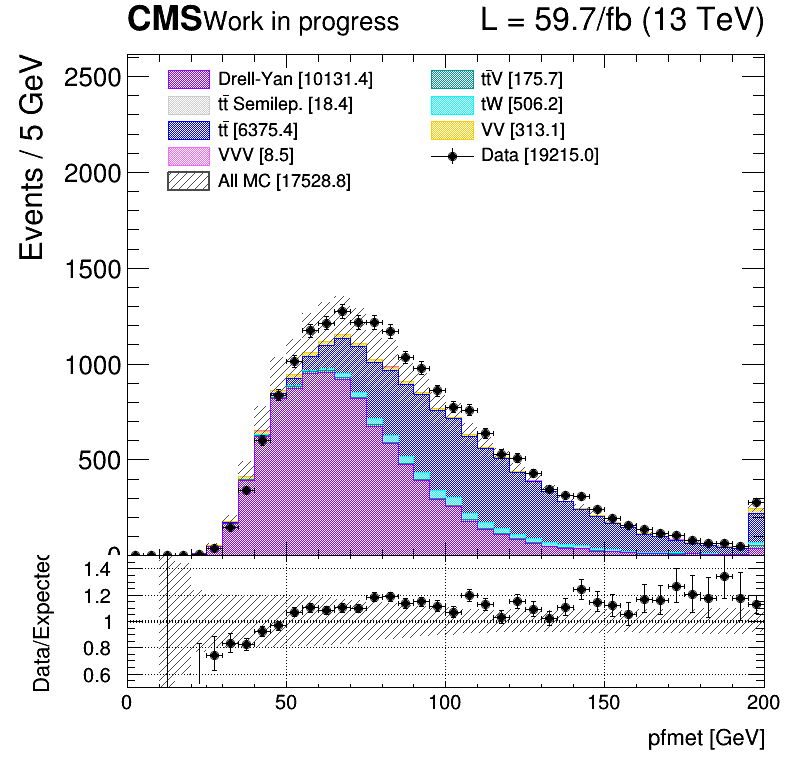 CMS Work in progress L = 59.7/fb (13 TeV)
Events / 5 GeV
2500
2000
1500
1000
500
0
Drell-Yan [10131.4]
tt̄ Semilep. [18.4]
tt̄ [6375.4]
VVV [8.5]
All MC [17528.8]
tt̄V [175.7]
tW [506.2]
VV [313.1]
Data [19215.0]
Data/Expected
1.4
1.2
1
0.8
0.6
0 50 100 150 200
pfmet [GeV]